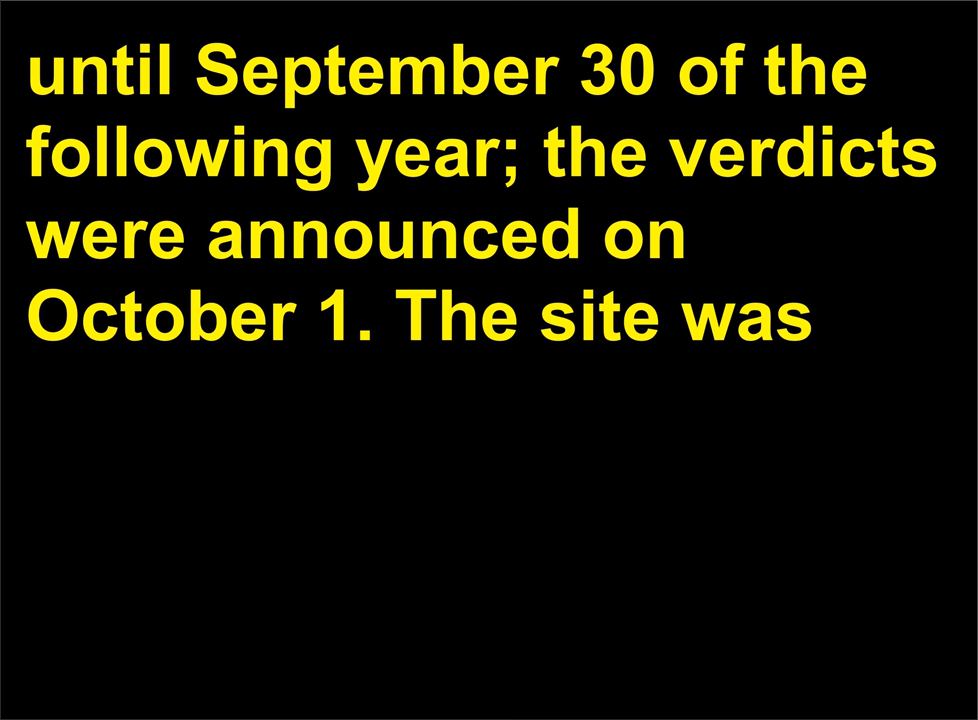 until September 30 of the
following year; the verdicts
were announced on
October 1. The site was